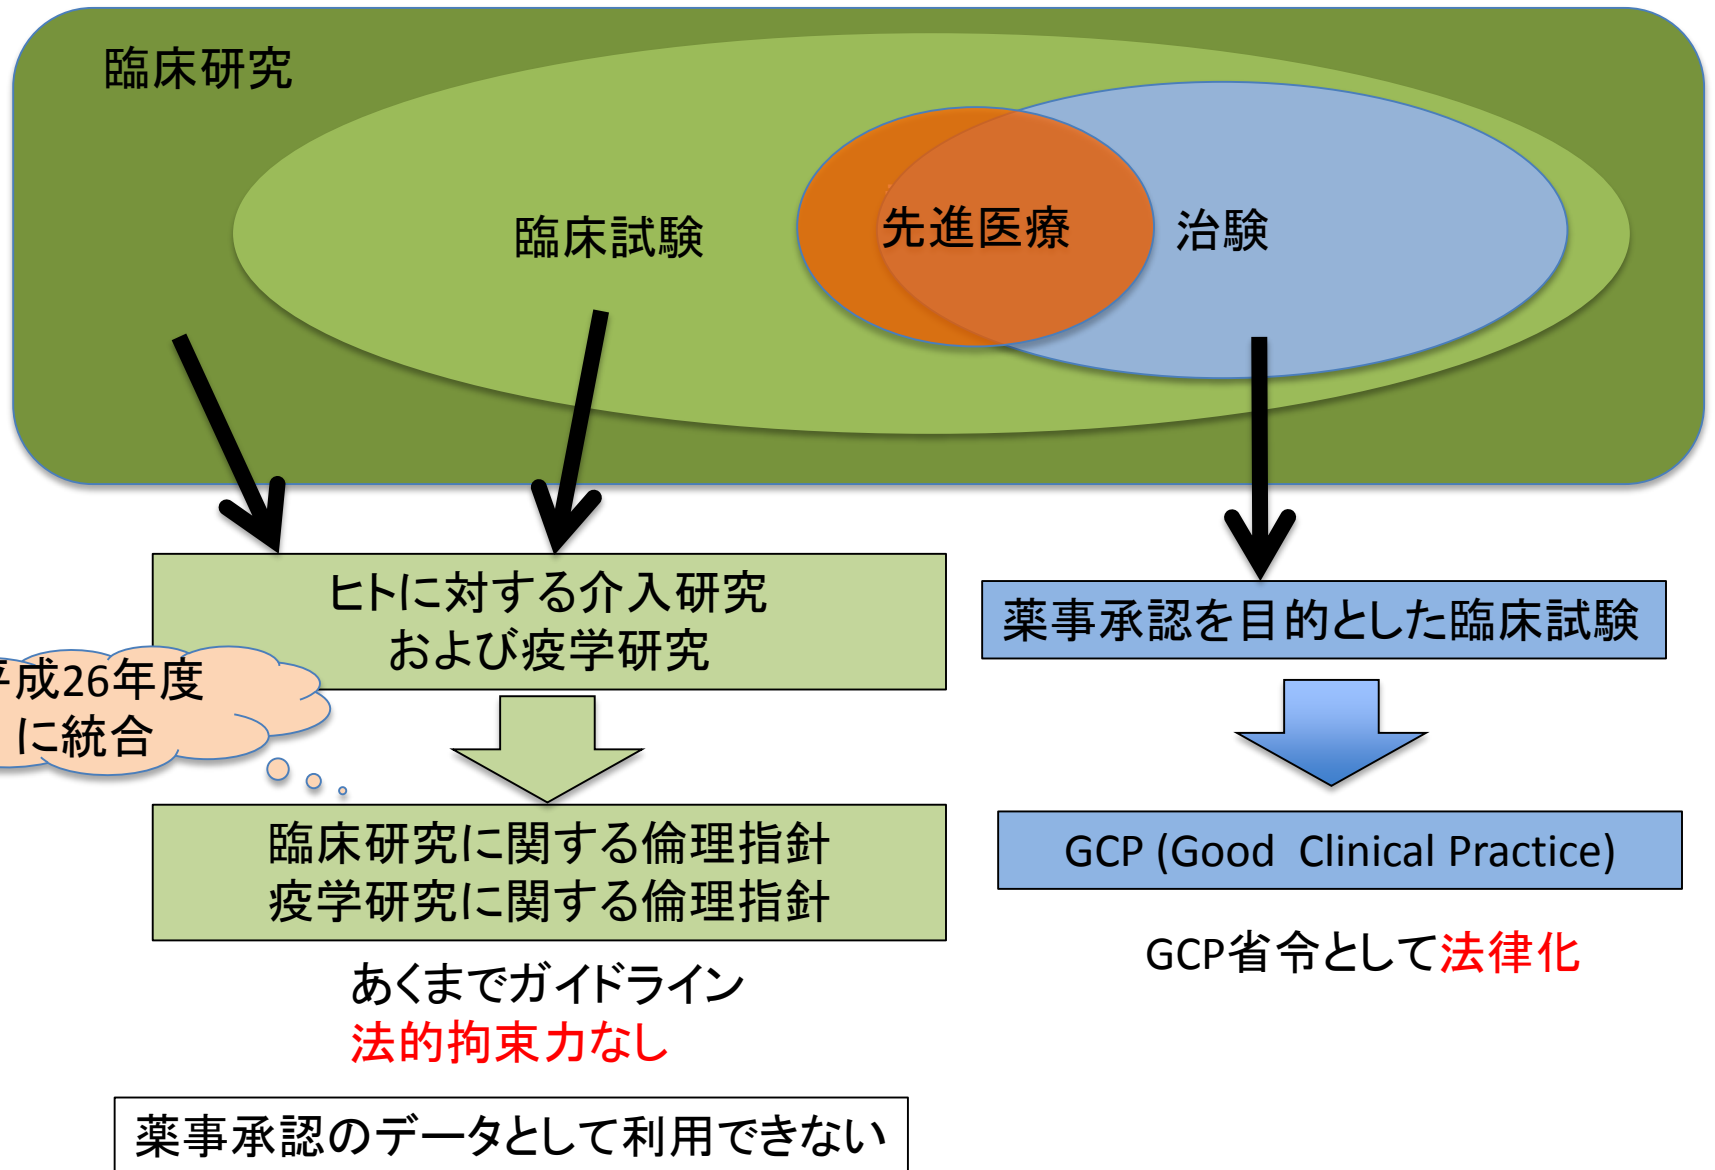 臨床研究
臨床試験
先進医療
治験
ヒトに対する介入研究
および疫学研究
薬事承認を目的とした臨床試験
平成26年度
に統合
臨床研究に関する倫理指針
疫学研究に関する倫理指針
GCP (Good Clinical Practice)
あくまでガイドライン
法的拘束力なし
GCP省令として法律化
薬事承認のデータとして利用できない